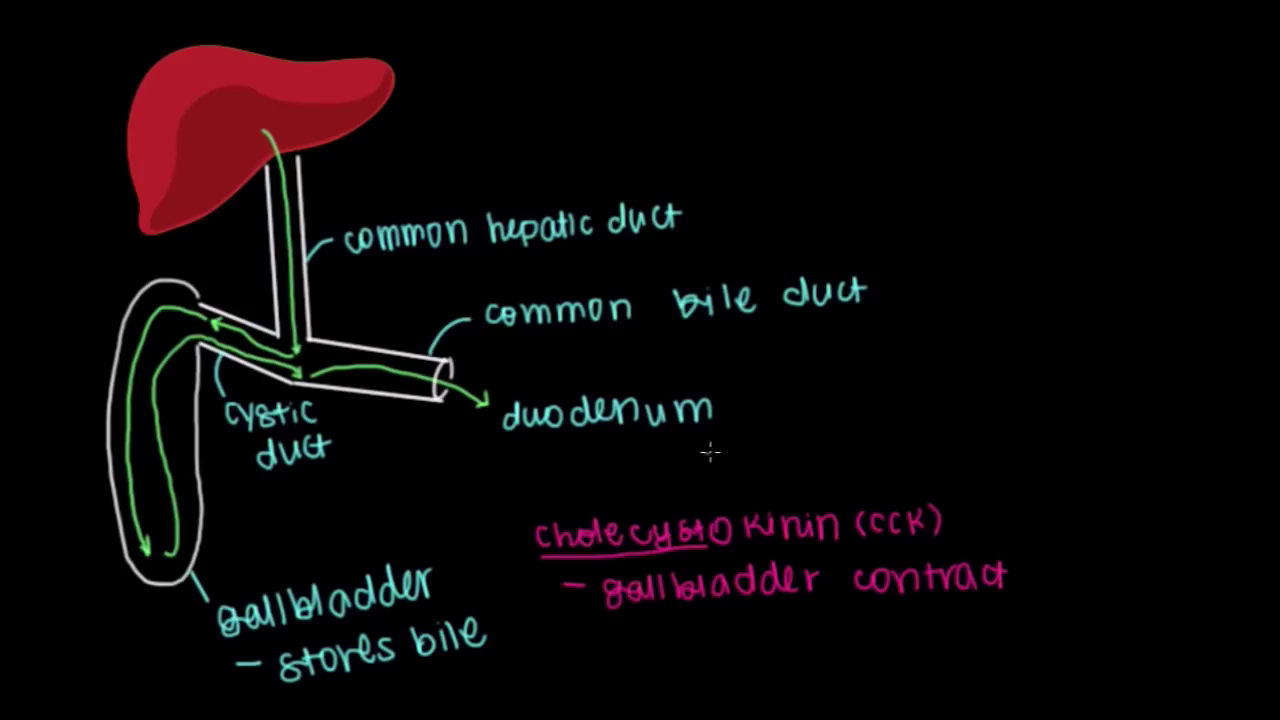 common hepatic duct
common bile duct
duodenum
cystic
duct
cholecystokinin (CCK)
- gallbladder contract
gallbladder
- stores bile